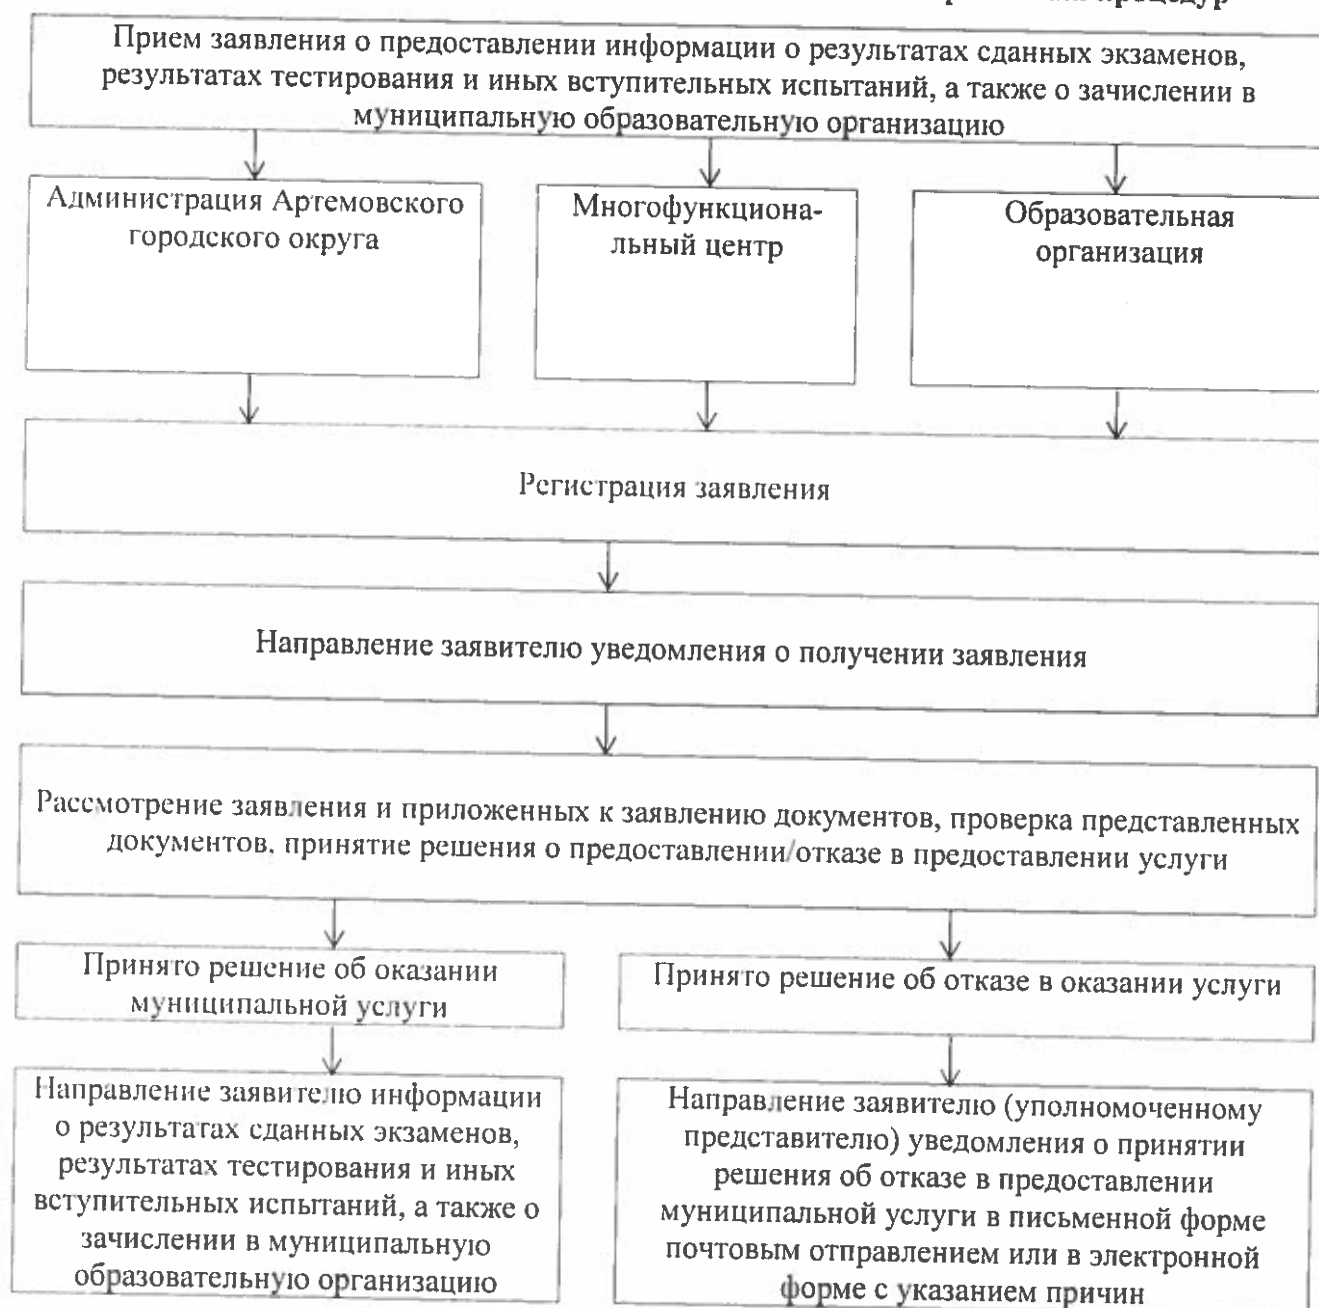 процедур
Прием заявления о предоставлении информации о результатах сданных экзаменов,
результатах тестирования и иных вступительных испытаний, а также о зачислении в
муниципальную образовательную организацию
Администрация Артемовского
городского округа
Многофункциона-
льный центр
Образовательная
организация
Регистрация заявления
Направление заявителю уведомления о получении заявления
Рассмотрение заявления и приложенных к заявлению документов, проверка представленных
документов, принятие решения о предоставлении/отказе в предоставлении услуги
Принято решение об оказании
муниципальной услуги
Принято решение об отказе в оказании услуги
Направление заявителю информации
о результатах сданных экзаменов,
результатах тестирования и иных
вступительных испытаний, а также о
зачислении в муниципальную
образовательную организацию
Направление заявителю (уполномоченному
представителю) уведомления о принятии
решения об отказе в предоставлении
муниципальной услуги в письменной форме
почтовым отправлением или в электронной
форме с указанием причин